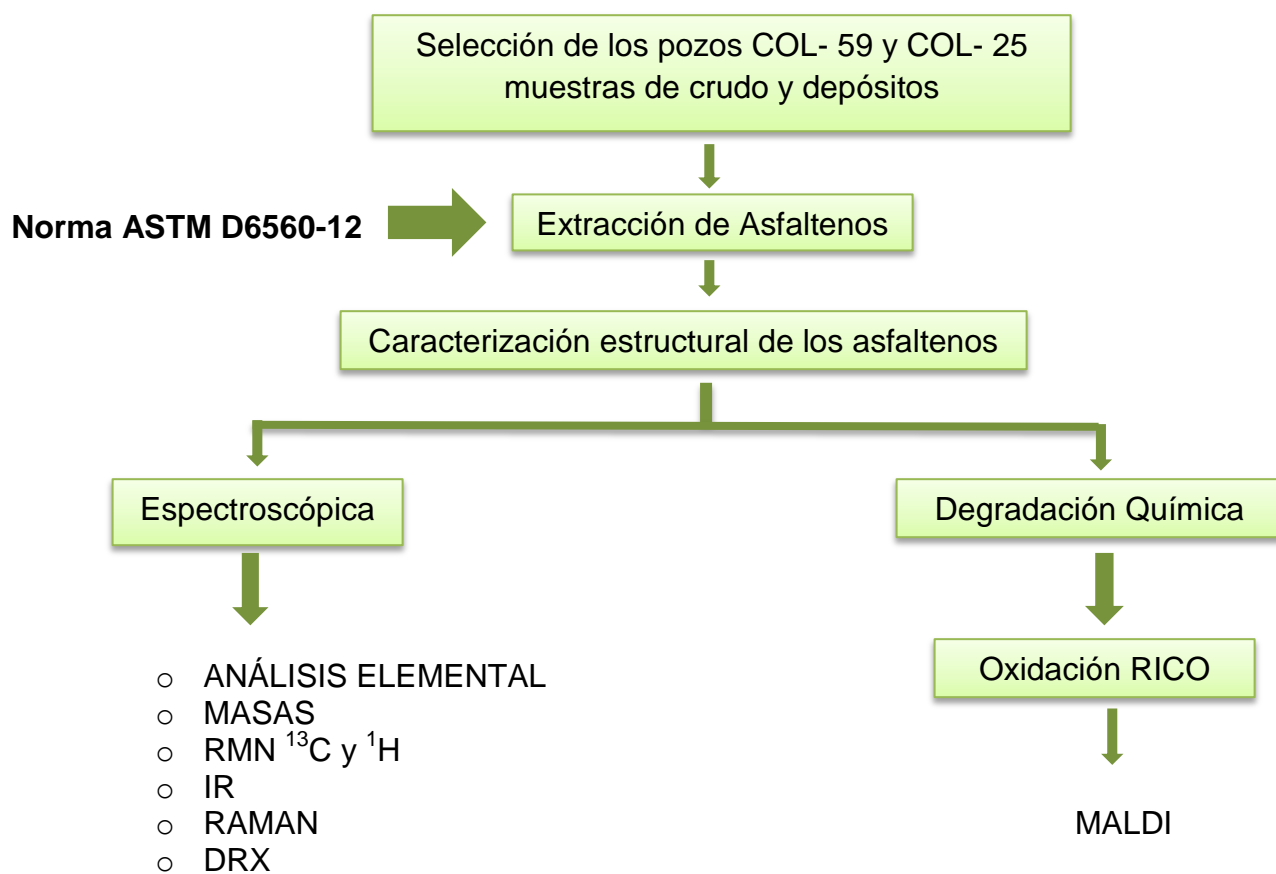 Selección de los pozos COL- 59 y COL- 25
muestras de crudo y depósitos
Norma ASTM D6560-12
Extracción de Asfaltenos
Caracterización estructural de los asfaltenos
Espectroscópica
Degradación Química
o ANÁLISIS ELEMENTAL
o MASAS
o RMN ¹³C y ¹H
o IR
o RAMAN
o DRX
Oxidación RICO
MALDI